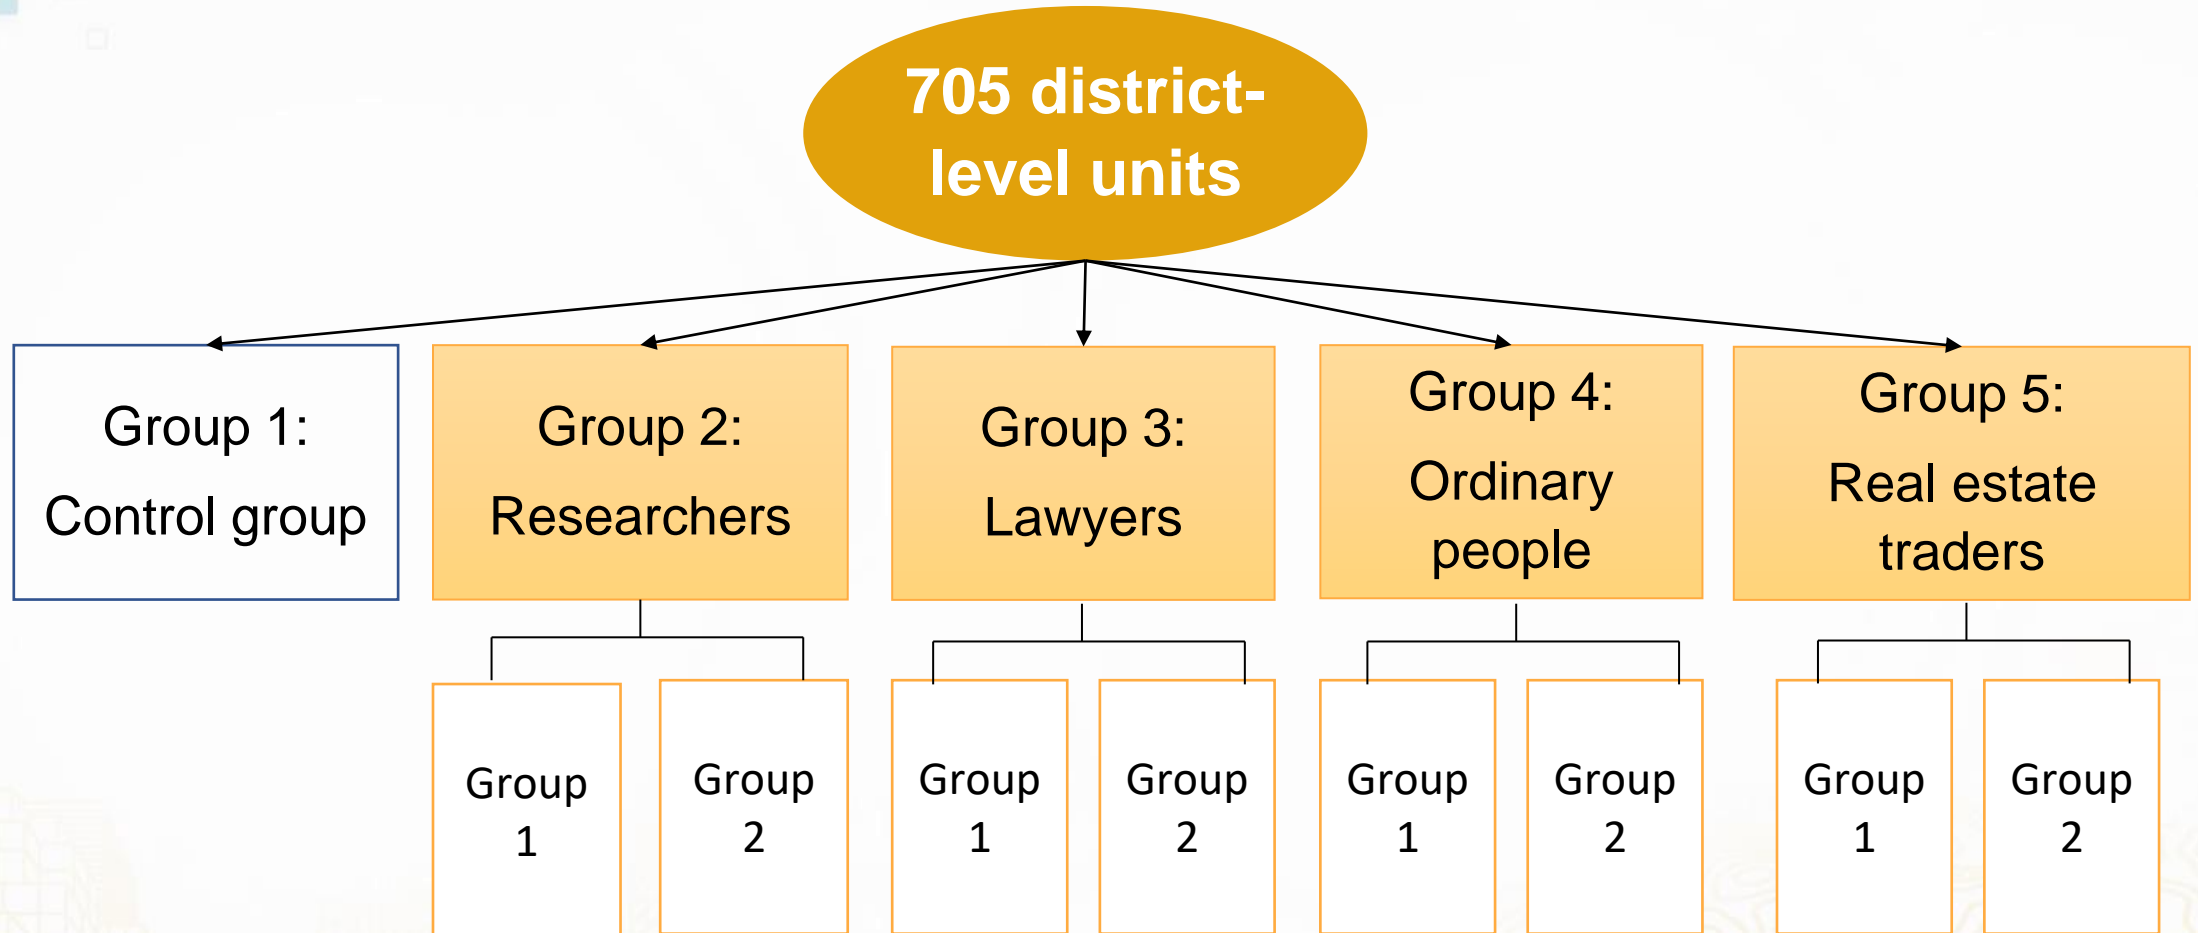 705 district-
level units
Group 1:
Control group
Group 2:
Researchers
Group 3:
Lawyers
Group 4:
Ordinary
people
Group 5:
Real estate
traders
Group
1
Group
2
Group
1
Group
2
Group
1
Group
2
Group
1
Group
2